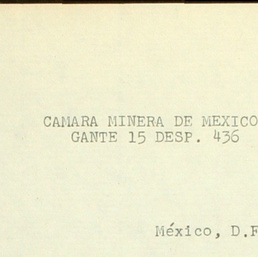 CAMARA MINERA DE MEXICO
GANTE 15 DESP. 436
México, D.F